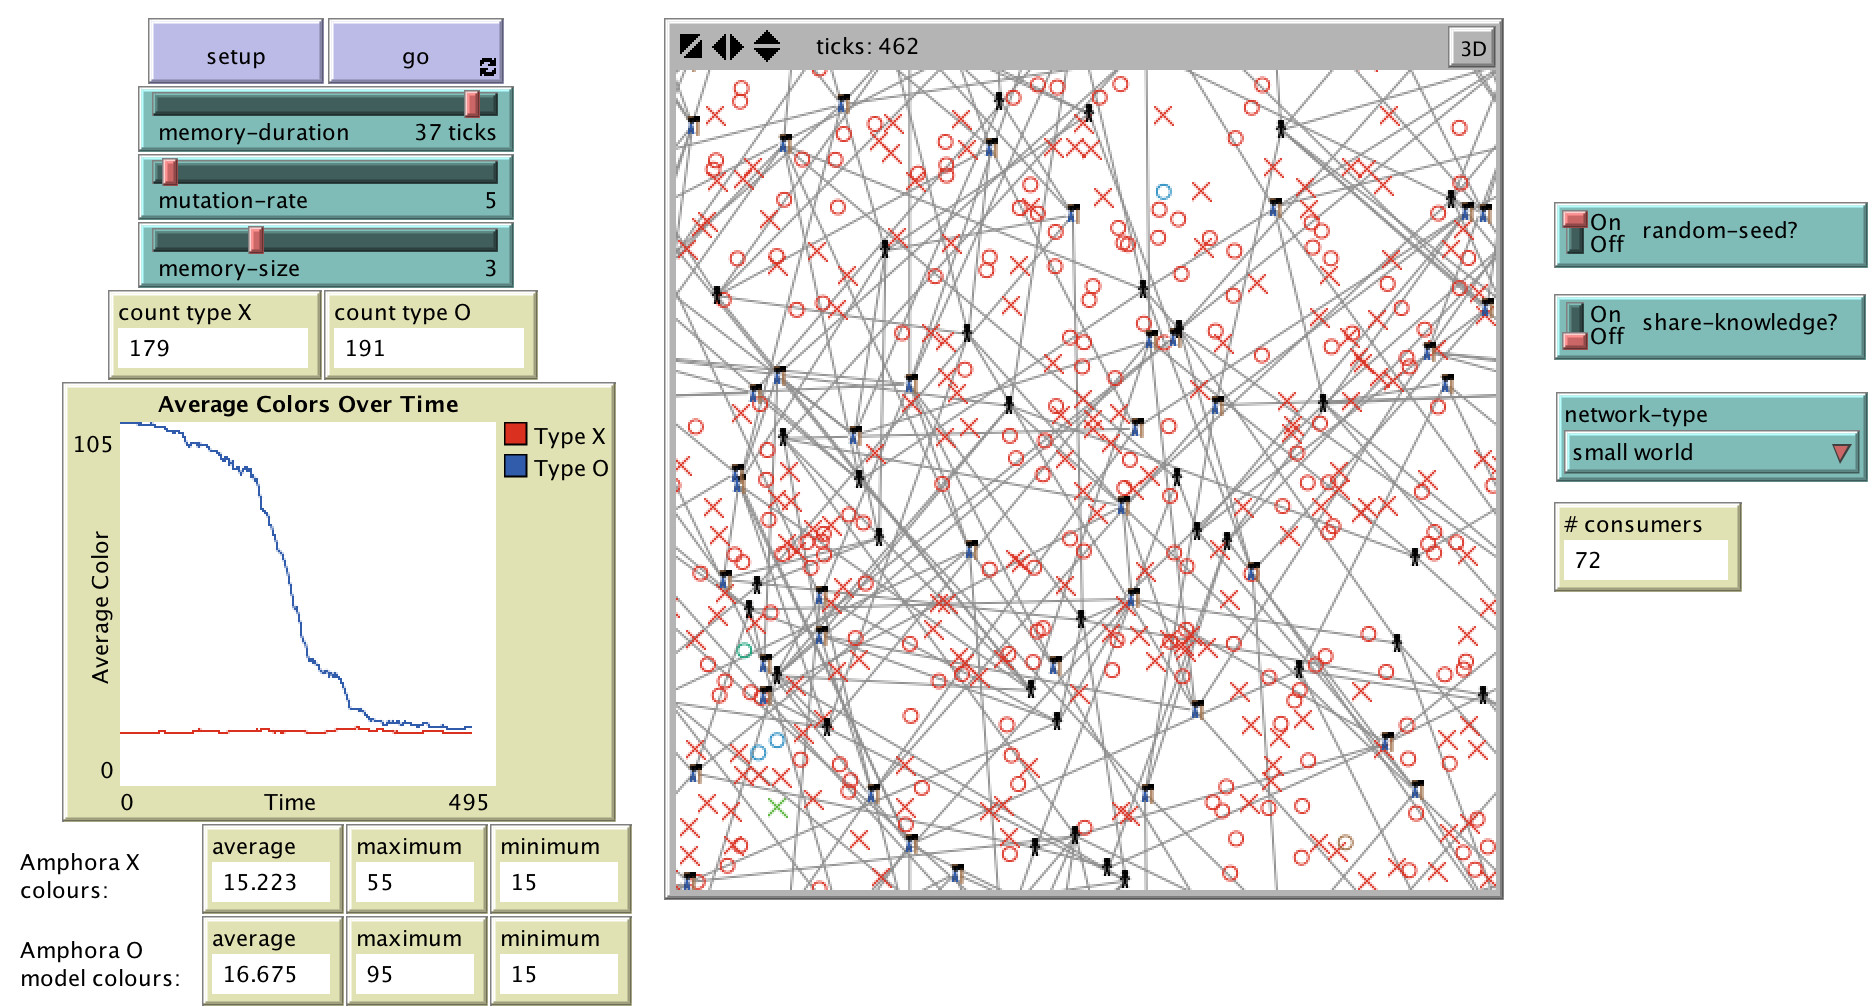 setup
go
memory-duration 37 ticks
mutation-rate 5
memory-size 3
count type X
179
count type O
191
Average Colors Over Time
105
Average Color
0
0 Time 495
Type X
Type O
Amphora X
colours:
average
15.223
maximum
55
minimum
15
Amphora O
model colours:
average
16.675
maximum
95
minimum
15
ticks: 462
3D
On
Off
random-seed?
On
Off
share-knowledge?
network-type
small world
# consumers
72